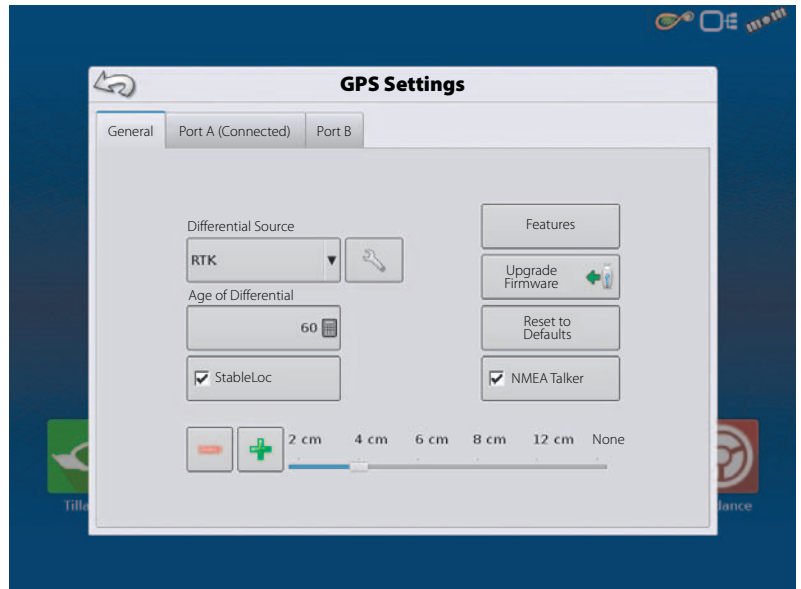 GPS Settings
General
Port A (Connected)
Port B
Differential Source
RTK
Age of Differential
60
StableLoc
Features
Upgrade
Firmware
Reset to
Defaults
NMEA Talker
2 cm 4 cm 6 cm 8 cm 12 cm None
Tilla
dance